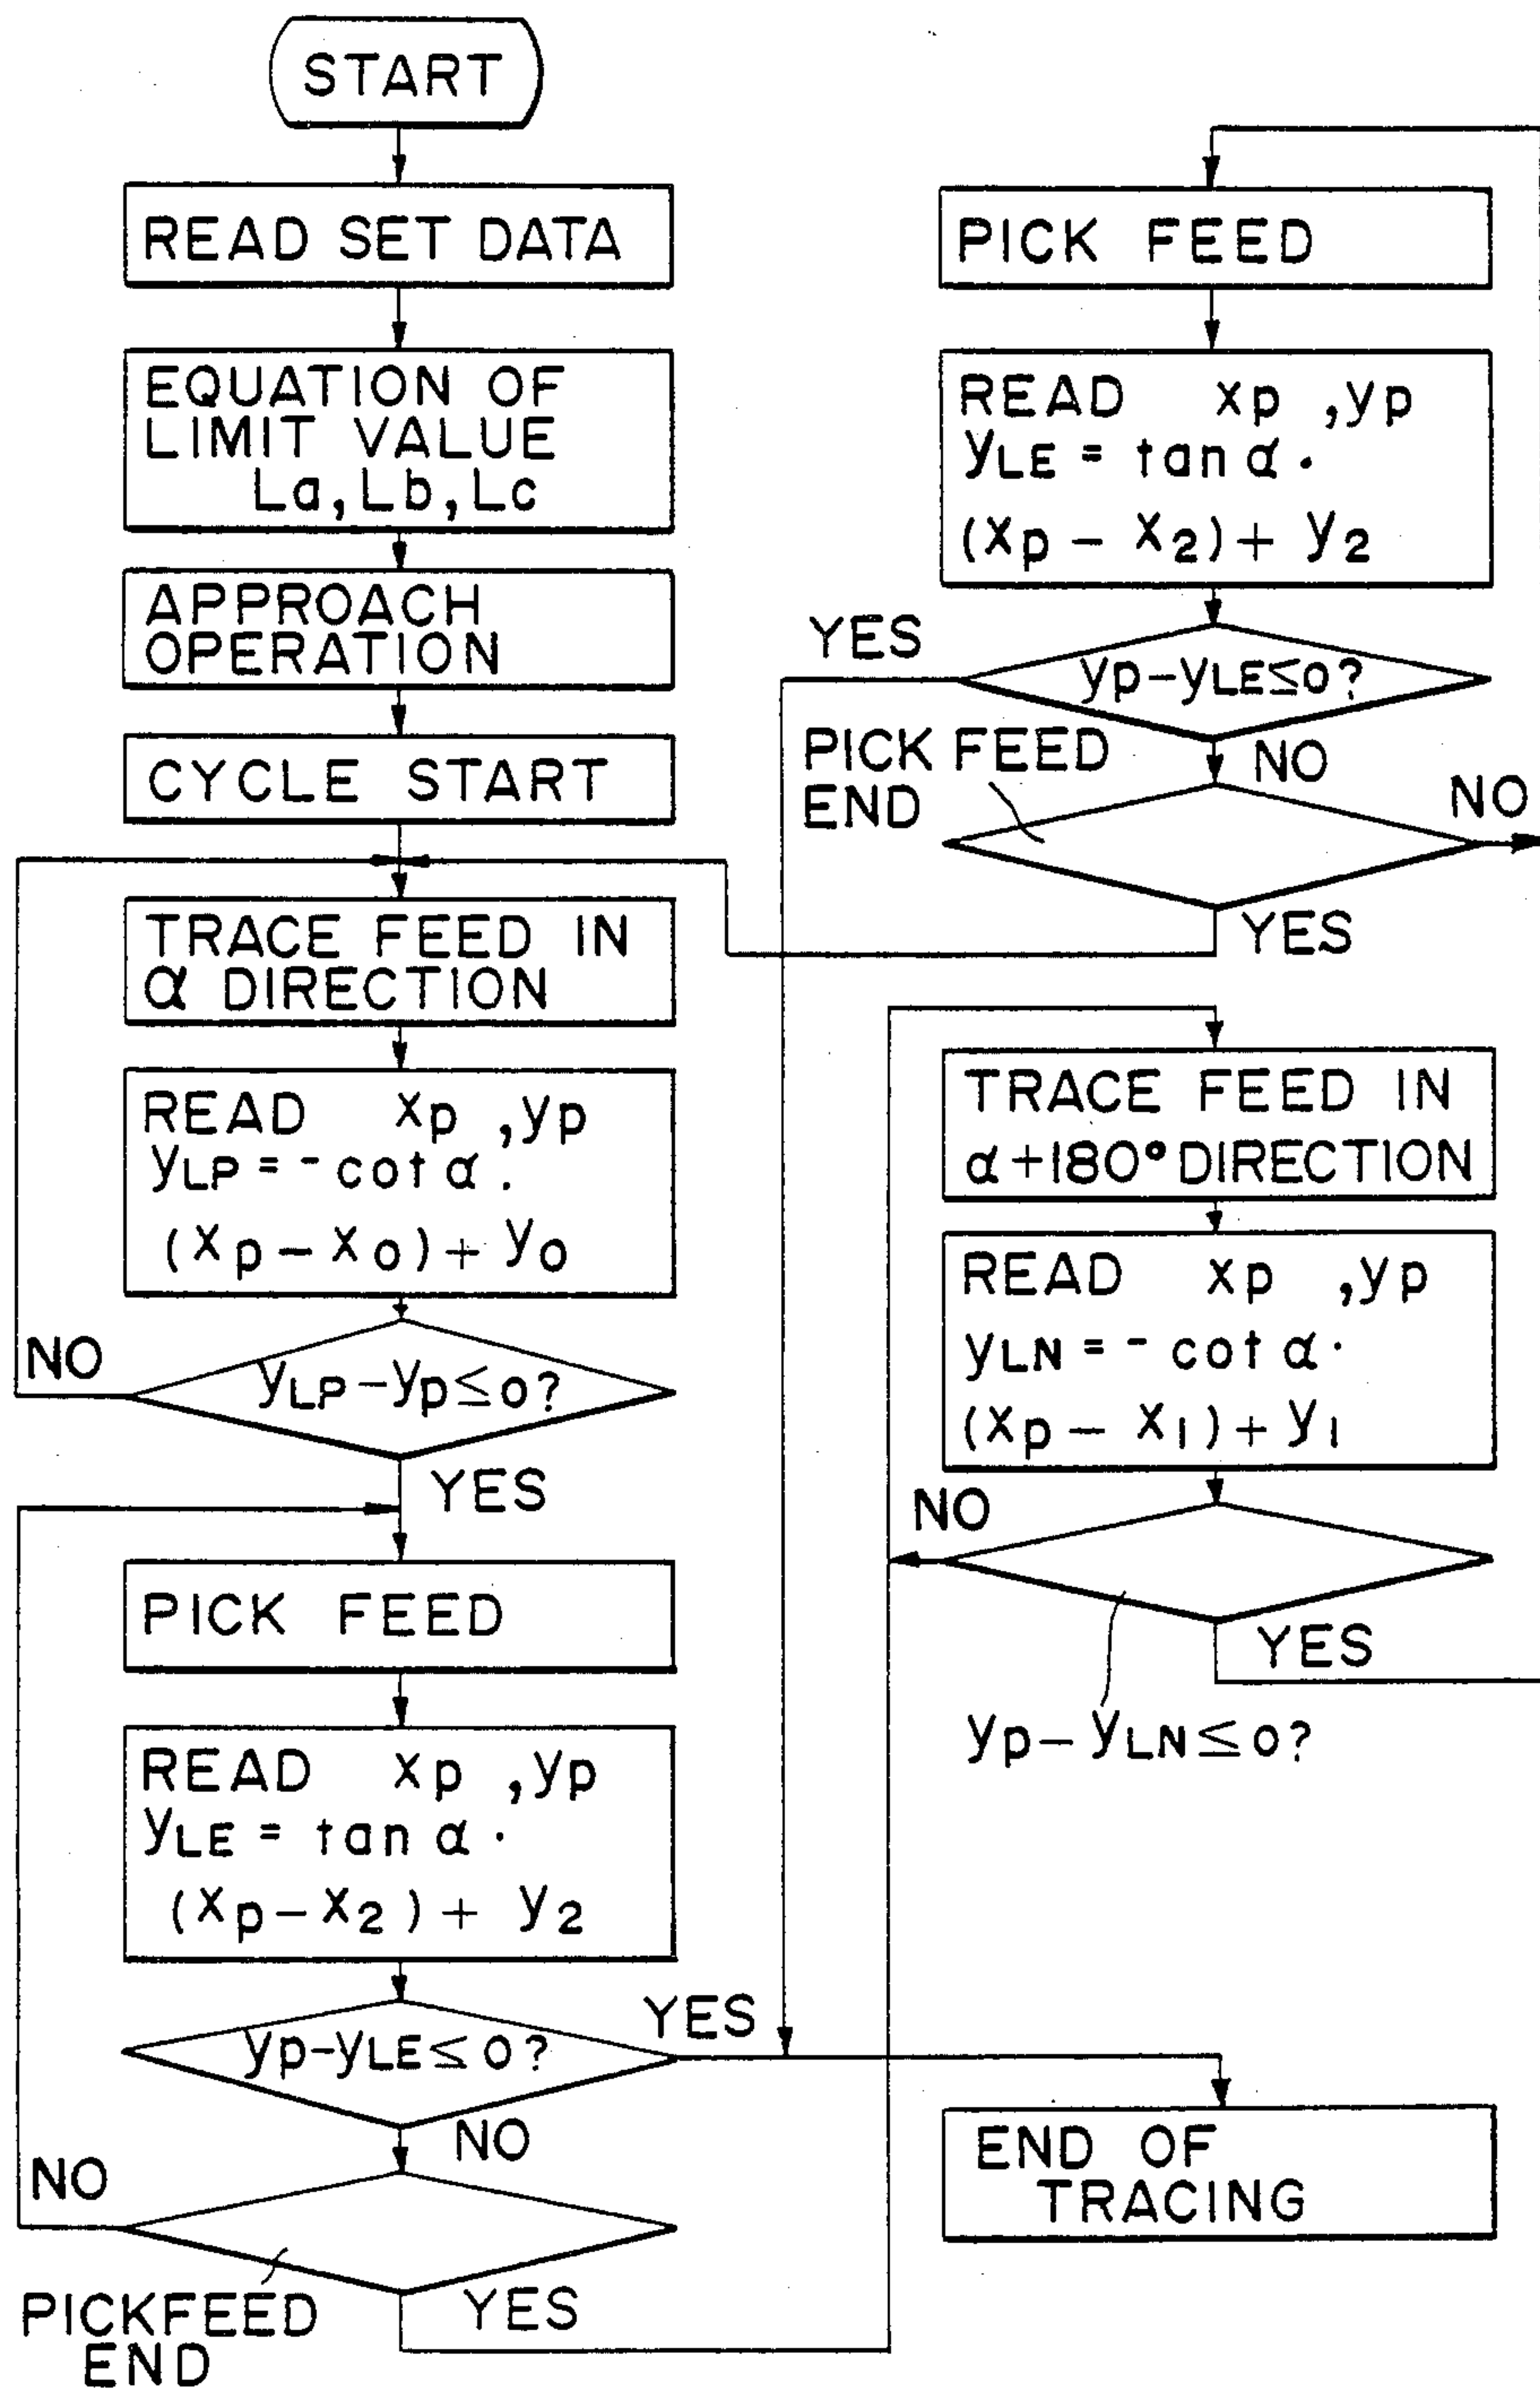 START
READ SET DATA
EQUATION OF
LIMIT VALUE
La, Lb, Lc
APPROACH
OPERATION
CYCLE START
TRACE FEED IN
α DIRECTION
READ xp ,yp
yLP = - cot α .
(xp - x0) + y0
NO
yLP - yp ≤ 0?
YES
PICK FEED
READ xp ,yp
yLE = tan α ·
(xp - x2) + y2
YES
yp - yLE ≤ 0?
NO
NO
PICKFEED
END
YES
PICK FEED
READ xp ,yp
yLE = tan α ·
(xp - x2) + y2
YES
yp - yLE ≤ 0?
PICK FEED
END
NO
NO
YES
TRACE FEED IN
α + 180° DIRECTION
READ xp ,yp
yLN = - cot α ·
(xp - x1) + y1
NO
YES
yp - yLN ≤ 0?
END OF
TRACING